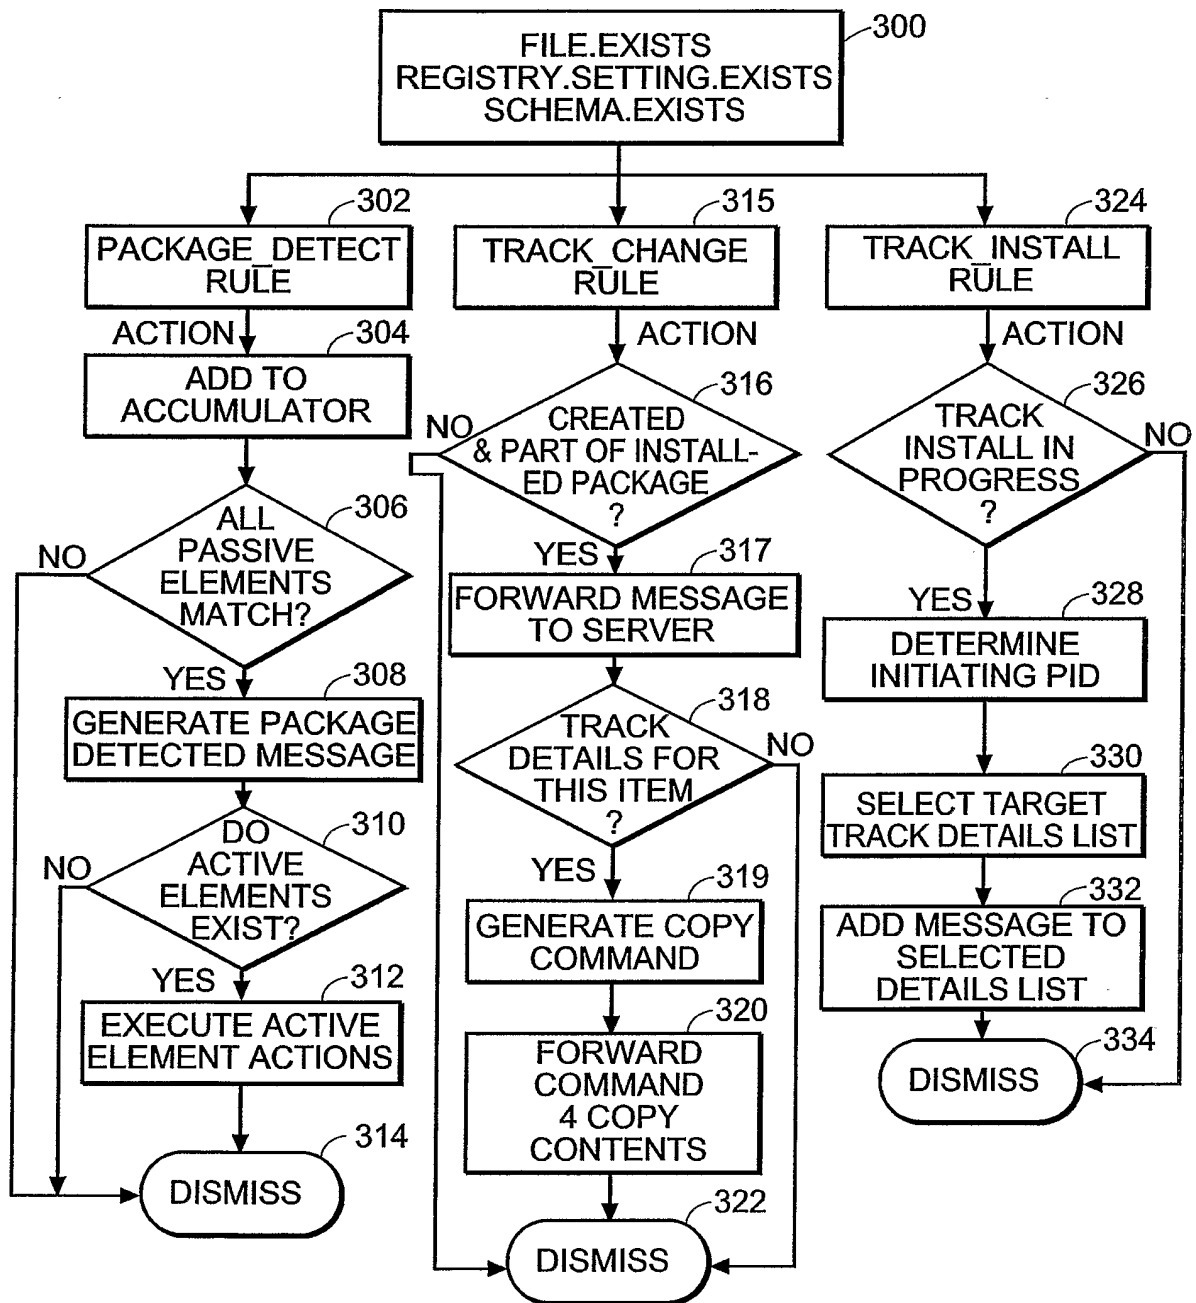 300
FILE.EXISTS
REGISTRY.SETTING.EXISTS
SCHEMA.EXISTS
302
PACKAGE_DETECT
RULE
ACTION
304
ADD TO
ACCUMULATOR
306
ALL
PASSIVE
ELEMENTS
MATCH?
NO
YES
308
GENERATE PACKAGE
DETECTED MESSAGE
310
DO
ACTIVE
ELEMENTS
EXIST?
NO
YES
312
EXECUTE ACTIVE
ELEMENT ACTIONS
314
DISMISS
315
TRACK_CHANGE
RULE
ACTION
316
CREATED
& PART OF INSTALL-
ED PACKAGE
?
NO
YES
317
FORWARD MESSAGE
TO SERVER
318
TRACK
DETAILS FOR
THIS ITEM
?
NO
YES
319
GENERATE COPY
COMMAND
320
FORWARD
COMMAND
4 COPY
CONTENTS
322
DISMISS
324
TRACK_INSTALL
RULE
ACTION
326
TRACK
INSTALL IN
PROGRESS
?
NO
YES
328
DETERMINE
INITIATING PID
330
SELECT TARGET
TRACK DETAILS LIST
332
ADD MESSAGE TO
SELECTED
DETAILS LIST
334
DISMISS